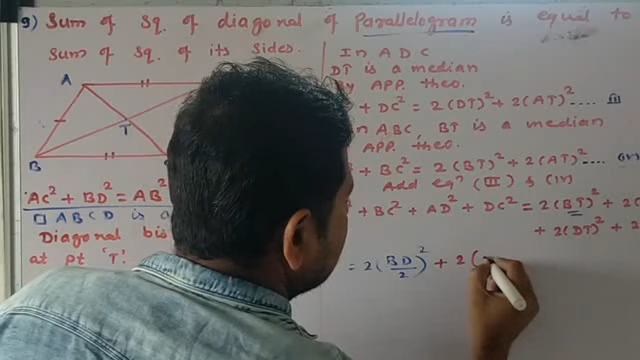 9) Sum of sq. of diagonal of Parallelogram is equal to
Sum of sq. of its sides.
A
T
B
AC² + BD² = AB²
□ ABCD is a
Diagonal bis
at pt 'T'.
In ADC
DT is a median
By APP. theo.
+ DC² = 2(DT)² + 2(AT)² .... (III)
In ABC, BT is a median
APP. theo.
+ BC² = 2(BT)² + 2(AT)² .... (IV)
Add eqⁿ (III) & (IV)
+ BC² + AD² + DC² = 2(BT)² + 2(
+ 2(DT)² + 2
= 2(BD/2)² + 2(